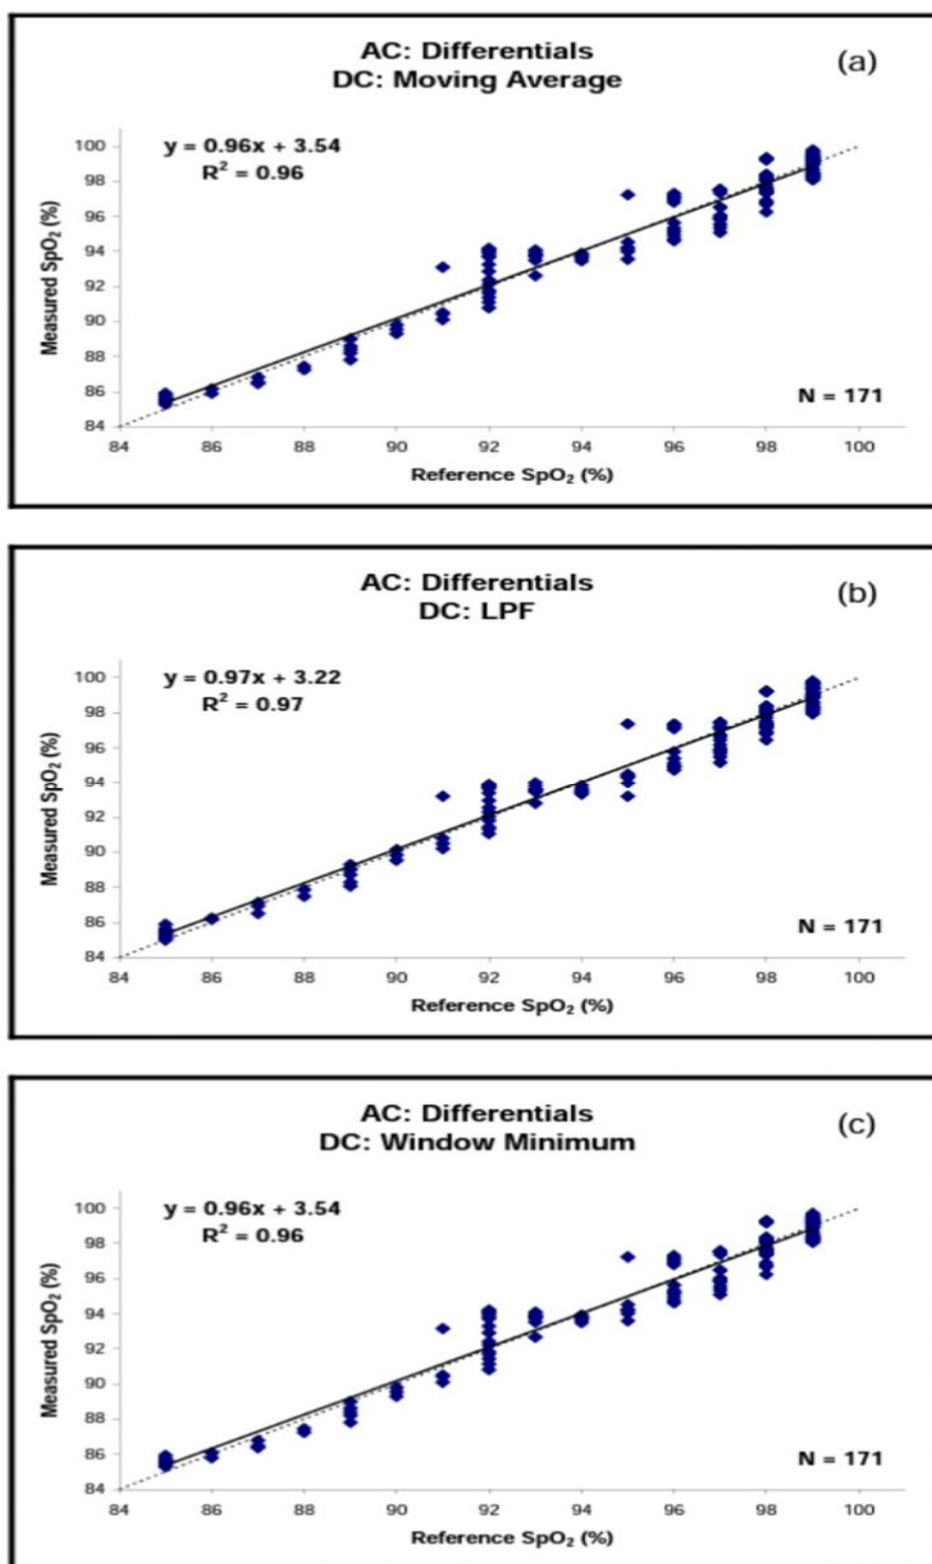 AC: Differentials
DC: Moving Average
(a)
y = 0.96x + 3.54
R² = 0.96
100
98
96
94
92
90
88
86
84
Measured SpO₂ (%)
N = 171
84 86 88 90 92 94 96 98 100
Reference SpO₂ (%)
AC: Differentials
DC: LPF
(b)
y = 0.97x + 3.22
R² = 0.97
100
98
96
94
92
90
88
86
84
Measured SpO₂ (%)
N = 171
84 86 88 90 92 94 96 98 100
Reference SpO₂ (%)
AC: Differentials
DC: Window Minimum
(c)
y = 0.96x + 3.54
R² = 0.96
100
98
96
94
92
90
88
86
84
Measured SpO₂ (%)
N = 171
84 86 88 90 92 94 96 98 100
Reference SpO₂ (%)